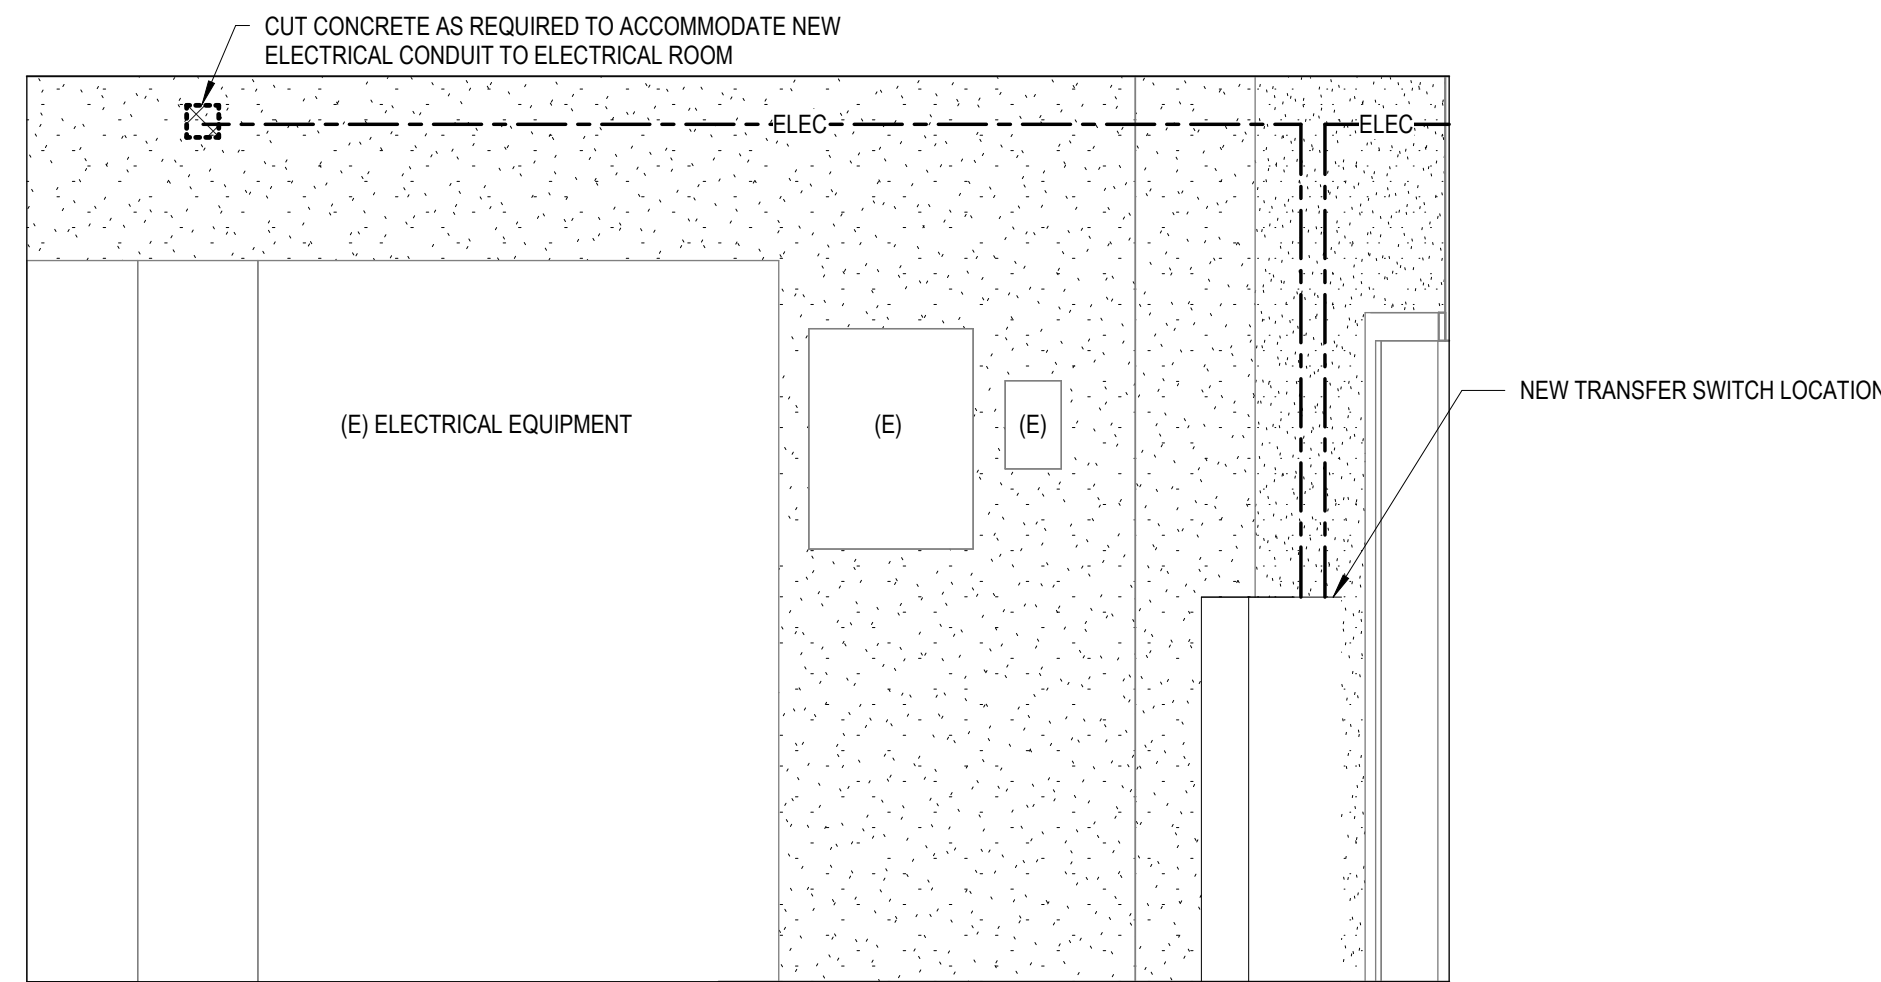 CUT CONCRETE AS REQUIRED TO ACCOMMODATE NEW
ELECTRICAL CONDUIT TO ELECTRICAL ROOM
ELEC
ELEC
NEW TRANSFER SWITCH LOCATION
(E) ELECTRICAL EQUIPMENT
(E)
(E)